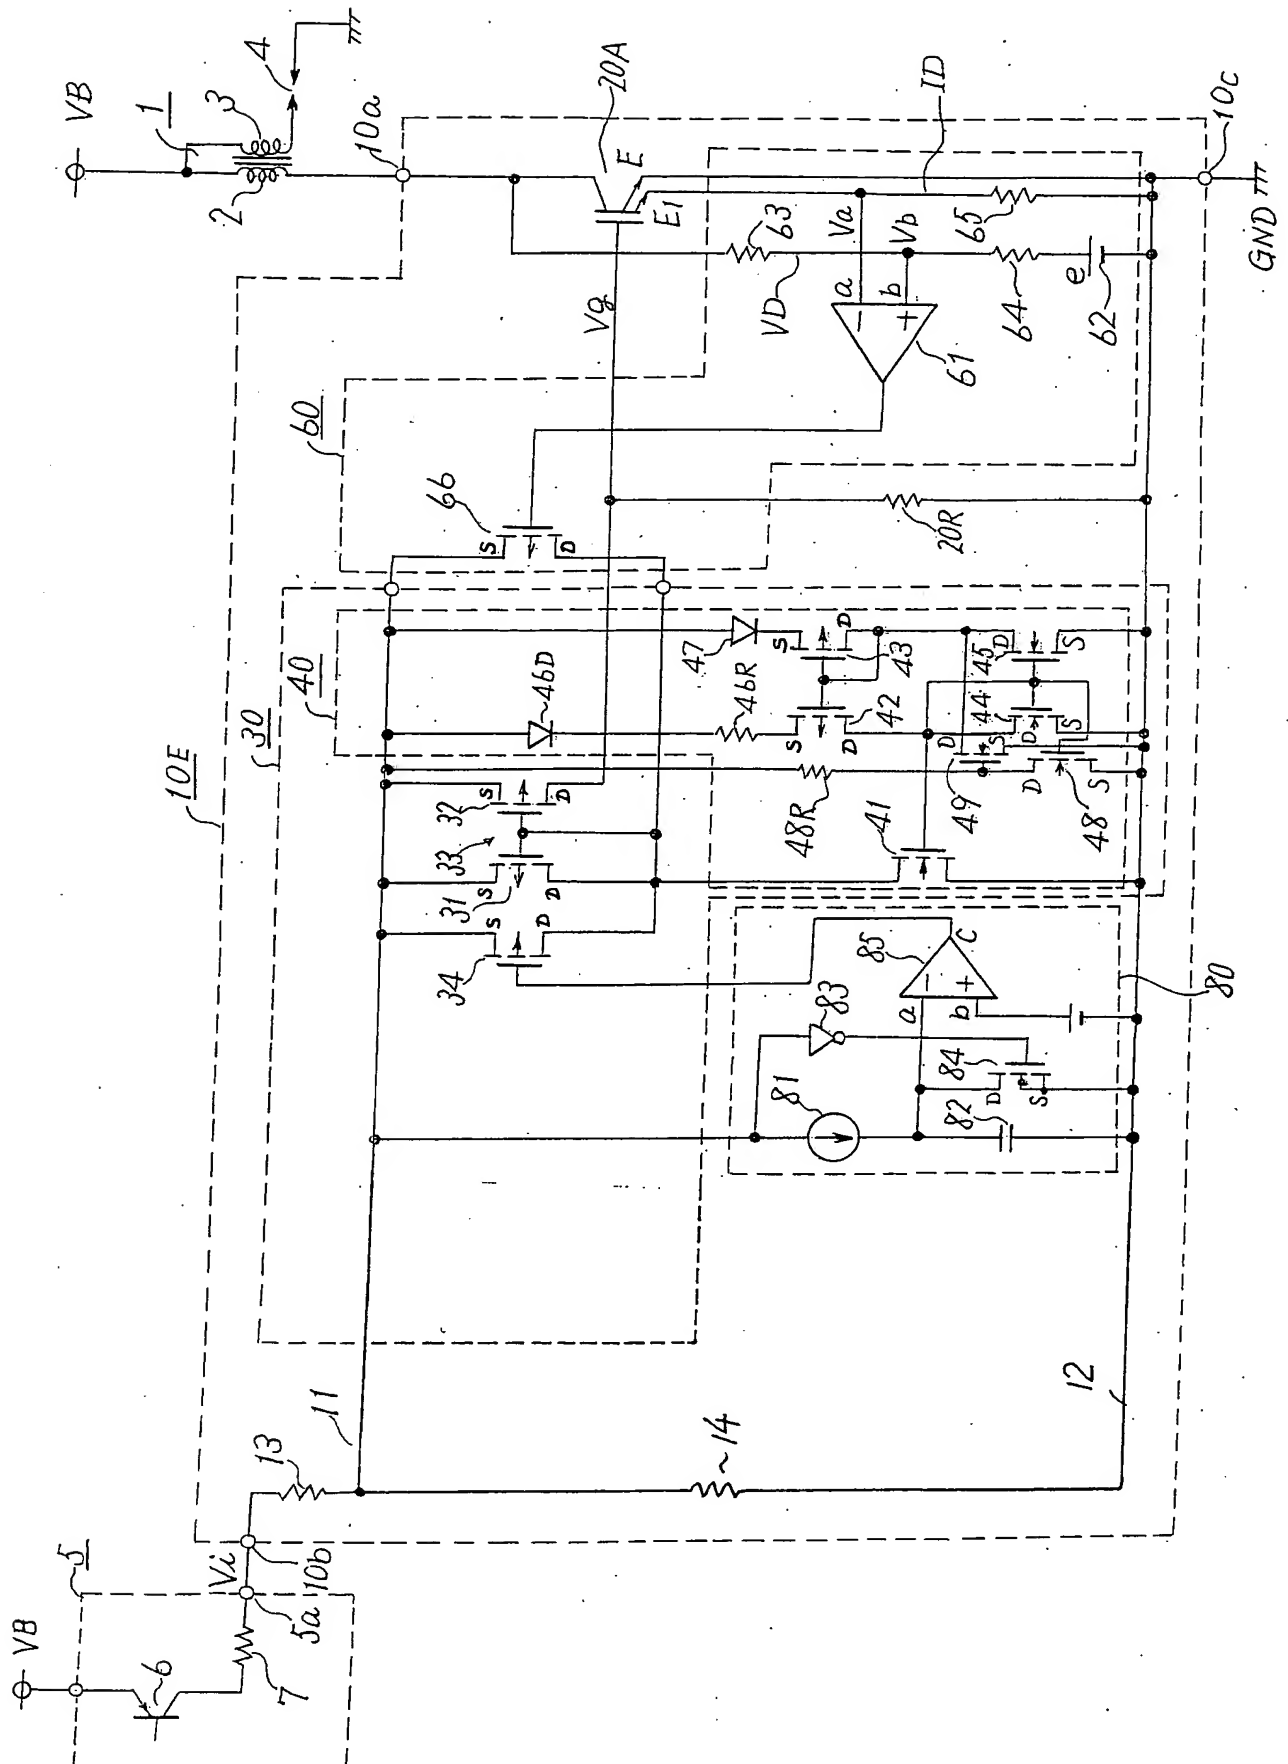 VB
5
6
7
Vi
5a
10b
13
11
14
12
10E
30
40
60
34
S
D
31
S
D
33
32
S
D
66
S
D
80
81
82
83
84
D
S
85
a
b
c
41
48R
48
D
S
49
D
S
46D
46R
42
S
D
43
S
D
47
44
D
S
45
D
S
20R
61
a
b
Va
Vb
VD
ID
62
e
63
64
65
Vg
20A
E
E1
VB
1
2
3
4
10a
10c
GND